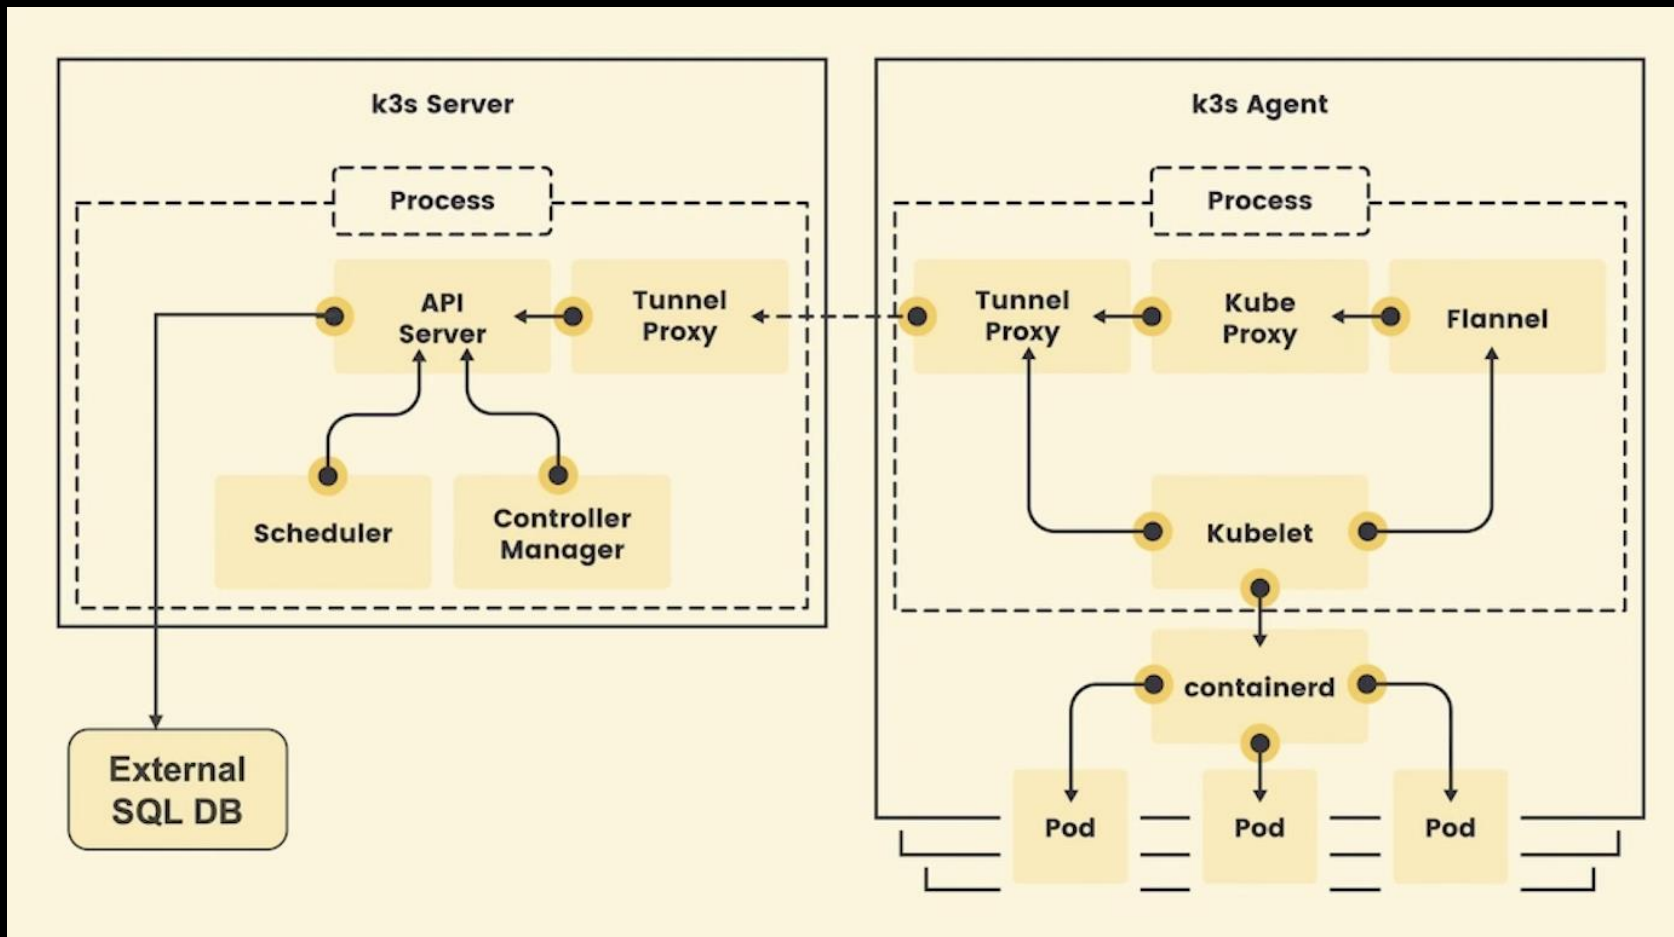 k3s Server
Process
API
Server
Tunnel
Proxy
Scheduler
Controller
Manager
External
SQL DB
k3s Agent
Process
Tunnel
Proxy
Kube
Proxy
Flannel
Kubelet
containerd
Pod
Pod
Pod